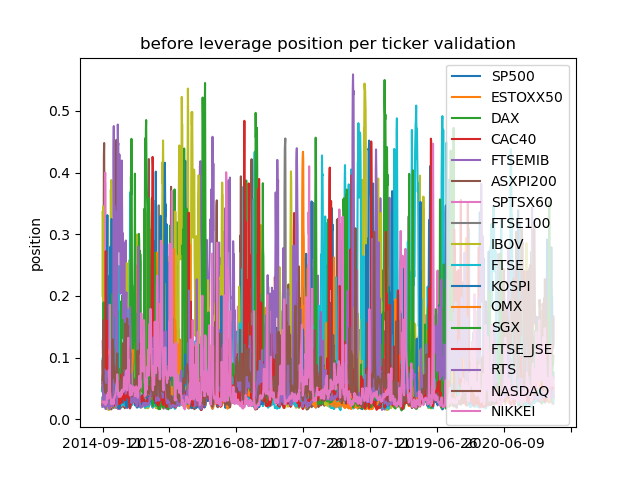 before leverage position per ticker validation
position
0.5
0.4
0.3
0.2
0.1
0.0
SP500
ESTOXX50
DAX
CAC40
FTSEMIB
ASXPI200
SPTSX60
FTSE100
IBOV
FTSE
KOSPI
OMX
SGX
FTSE_JSE
RTS
NASDAQ
NIKKEI
2014-09-11 2015-08-27 2016-08-11 2017-07-26 2018-07-11 2019-06-26 2020-06-09